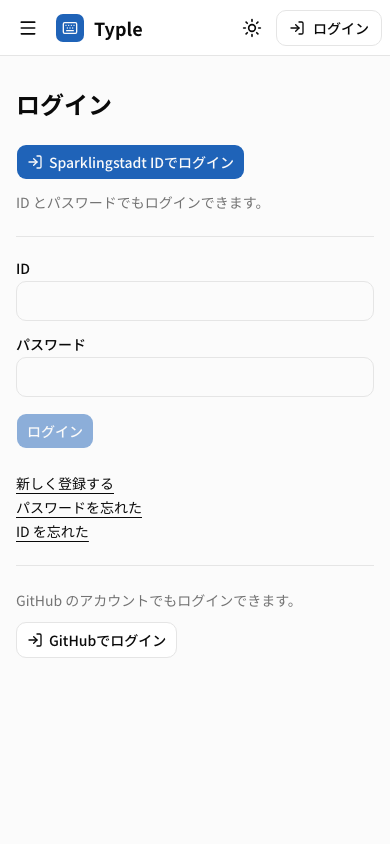 Typle
ログイン
ログイン
Sparklingstadt IDでログイン
ID とパスワードでもログインできます。
ID
パスワード
ログイン
新しく登録する
パスワードを忘れた
ID を忘れた
GitHub のアカウントでもログインできます。
GitHubでログイン